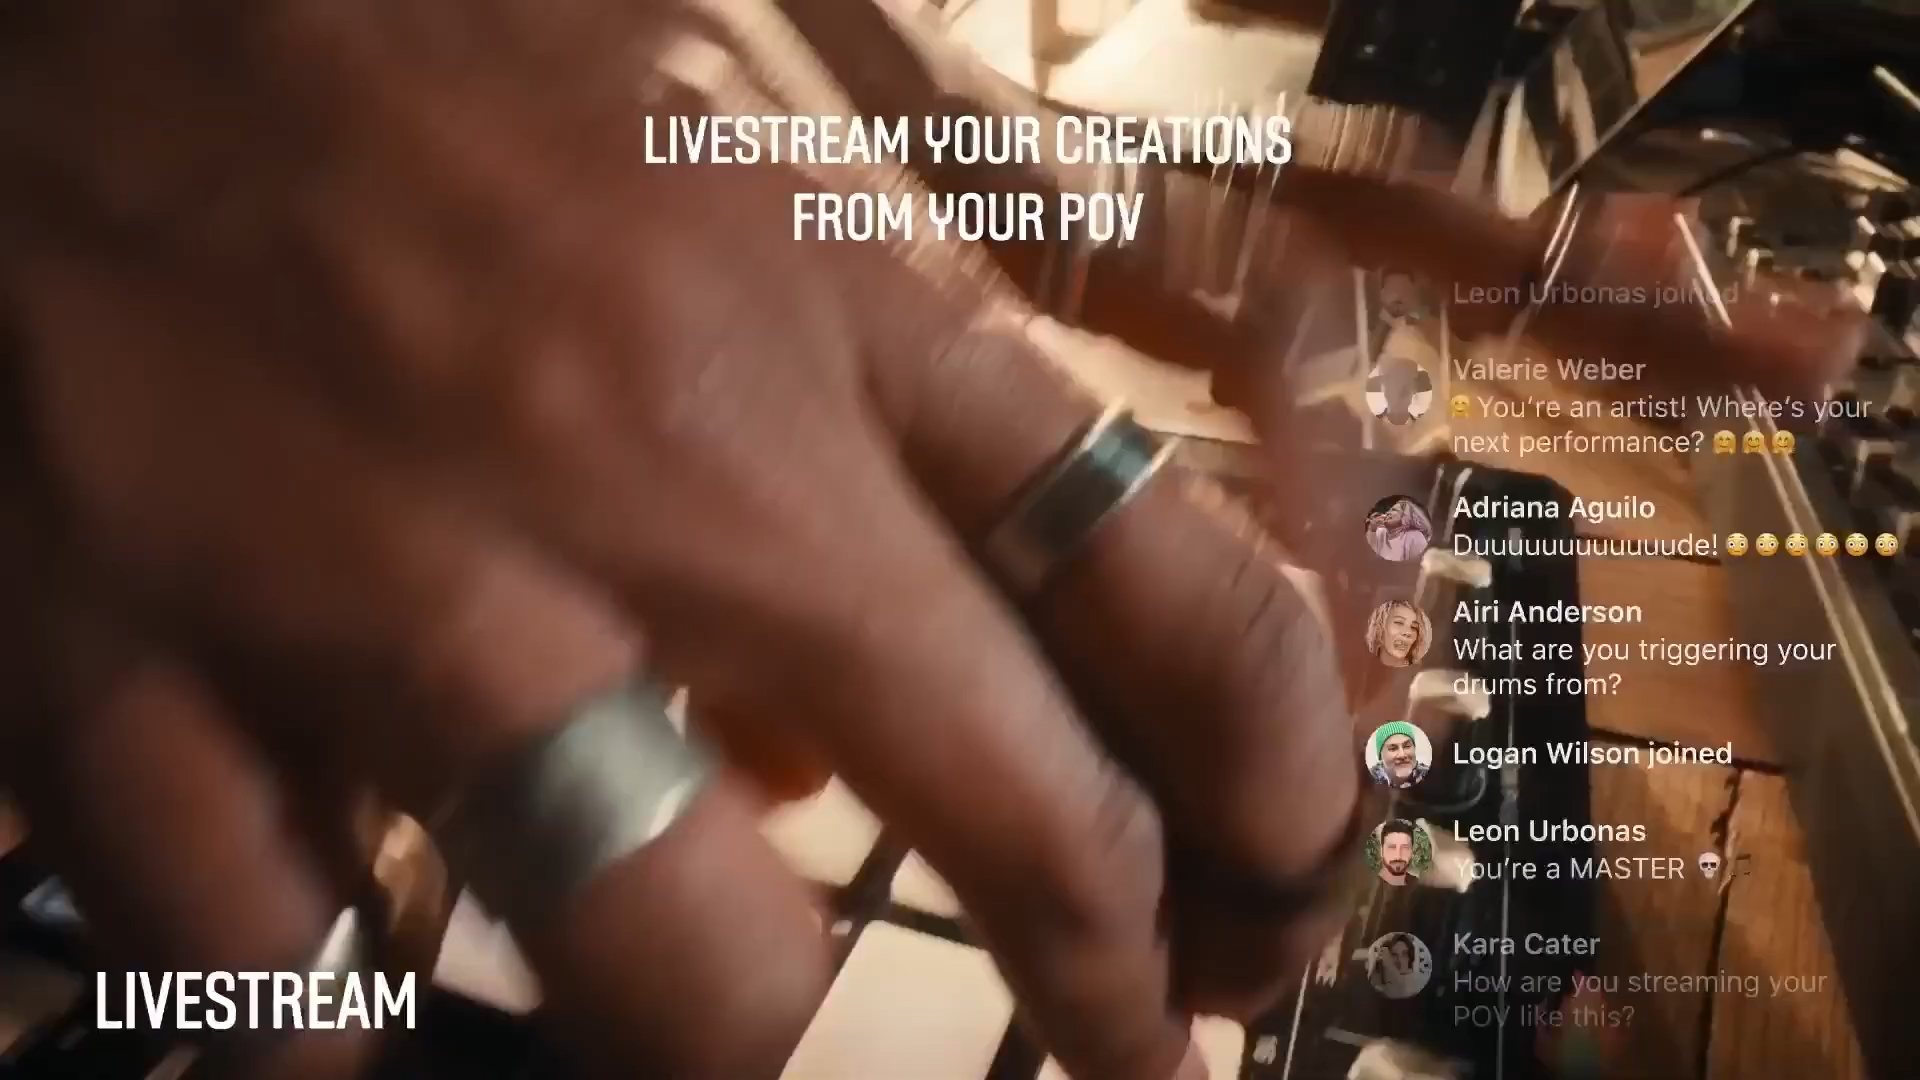 LIVESTREAM YOUR CREATIONS
FROM YOUR POV
Leon Urbonas joined
Valerie Weber
🤗You're an artist! Where's your
next performance? 🤗🤗🤗
Adriana Aguilo
Duuuuuuuuuuuude! 😳😳😳😳😳😳
Airi Anderson
What are you triggering your
drums from?
Logan Wilson joined
Leon Urbonas
You're a MASTER 💀🎵
Kara Cater
How are you streaming your
POV like this?
LIVESTREAM